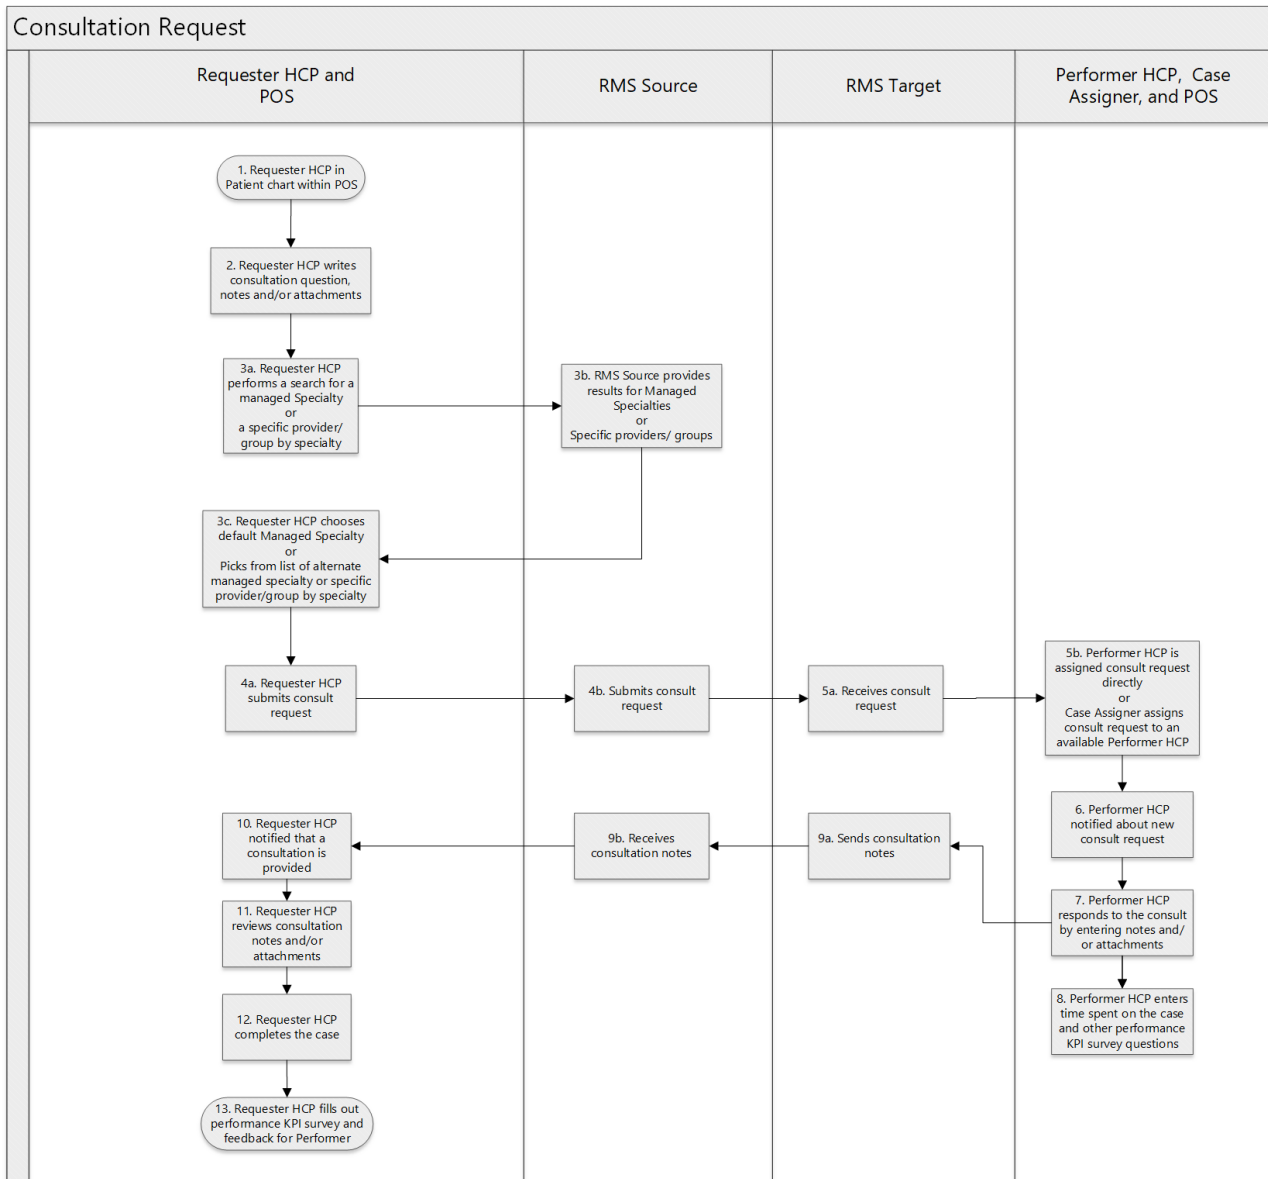 Consultation Request
Requester HCP and
POS
RMS Source
RMS Target
Performer HCP, Case
Assigner, and POS
1. Requester HCP in
Patient chart within POS
2. Requester HCP writes
consultation question,
notes and/or attachments
3a. Requester HCP
performs a search for a
managed Specialty
or
a specific provider/
group by specialty
3b. RMS Source provides
results for Managed
Specialties
or
Specific providers/ groups
3c. Requester HCP chooses
default Managed Specialty
or
Picks from list of alternate
managed specialty or specific
provider/group by specialty
4a. Requester HCP
submits consult
request
4b. Submits consult
request
5a. Receives consult
request
5b. Performer HCP is
assigned consult request
directly
or
Case Assigner assigns
consult request to an
available Performer HCP
6. Performer HCP
notified about new
consult request
7. Performer HCP
responds to the consult
by entering notes and/
or attachments
8. Performer HCP enters
time spent on the case
and other performance
KPI survey questions
9a. Sends consultation
notes
9b. Receives
consultation notes
10. Requester HCP
notified that a
consultation is
provided
11. Requester HCP
reviews consultation
notes and/or
attachments
12. Requester HCP
completes the case
13. Requester HCP fills out
performance KPI survey and
feedback for Performer